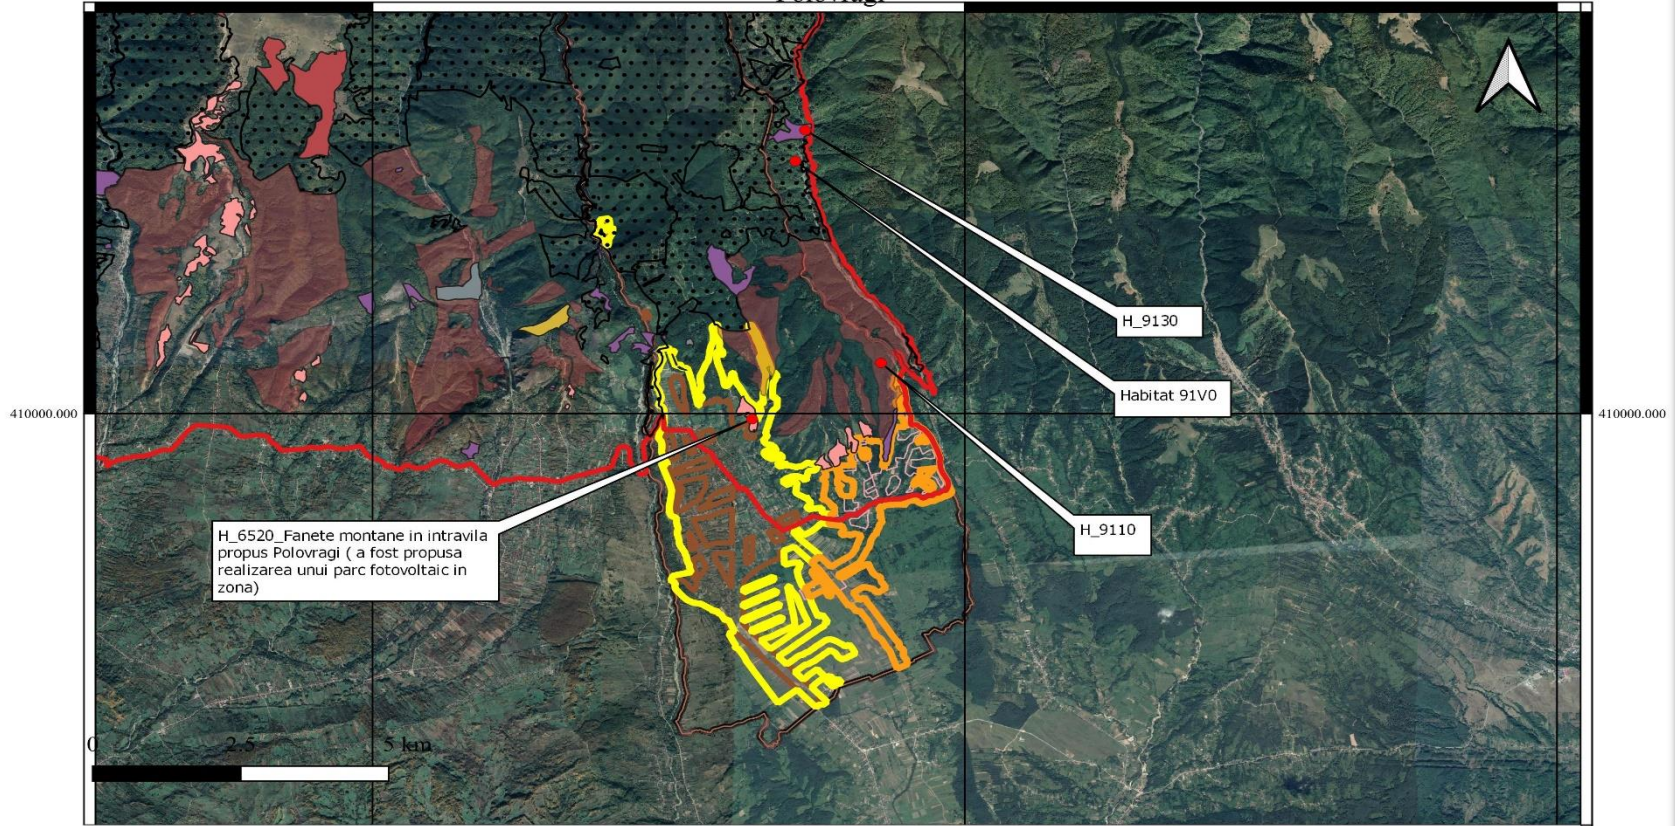 Polovragi
H_9130
Habitat 91V0
410000.000
410000.000
H_9110
H_6520_Fanete montane in intravila
propus Polovragi ( a fost propusa
realizarea unui parc fotovoltaic in
zona)
0 2.5 5 km